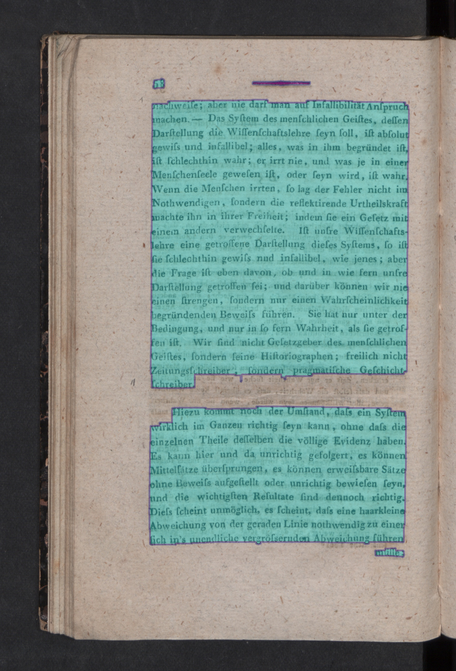 58
nachweise; aber nie darf man auf Infallibilität Anspruch
machen. — Das Syſtem des menſchlichen Geiſtes, deſſen
Darſtellung die Wiſſenſchaftslehre ſeyn ſoll, iſt abſolut
gewiſs und infallibel; alles, was in ihm begründet iſt,
iſt ſchlechthin wahr; er irrt nie, und was je in einer
Menſchenſeele geweſen iſt, oder ſeyn wird, iſt wahr.
Wenn die Menſchen irrten, ſo lag der Fehler nicht im
Nothwendigen, ſondern die reflektirende Urtheilskraft
machte ihn in ihrer Freiheit; indem ſie ein Geſetz mit
einem andern verwechſelte. Iſt unſre Wiſſenſchafts-
lehre eine getroffene Darſtellung dieſes Syſtems, ſo iſt
ſie ſchlechthin gewiſs und infallibel, wie jenes; aber
die Frage iſt eben davon, ob und in wie fern unſre
Darſtellung getroffen ſei; und darüber können wir nie
einen ſtrengen, ſondern nur einen Wahrſcheinlichkeit
begründenden Beweiſs führen. Sie hat nur unter der
Bedingung, und nur in ſo fern Wahrheit, als ſie getrof-
fen iſt. Wir ſind nicht Geſetzgeber des menſchlichen
Geiſtes, ſondern ſeine Hiſtoriographen; freilich nicht
Zeitungsſchreiber, ſondern pragmatiſche Geſchicht-
ſchreiber.
Hierzu kommt noch der Umſtand, daſs ein Syſtem
wirklich im Ganzen richtig ſeyn kann, ohne daſs die
einzelnen Theile deſſelben die völlige Evidenz haben.
Es kann hier und da unrichtig gefolgert, es können
Mittelſätze überſprungen, es können erweiſsbare Sätze
ohne Beweiſs aufgeſtellt oder unrichtig bewieſen ſeyn,
und die wichtigſten Reſultate ſind dennoch richtig.
Dieſs ſcheint unmöglich, es ſcheint, daſs eine haarkleine
Abweichung von der geraden Linie nothwendig zu einer
ſich in's unendliche vergröſsernden Abweichung führen